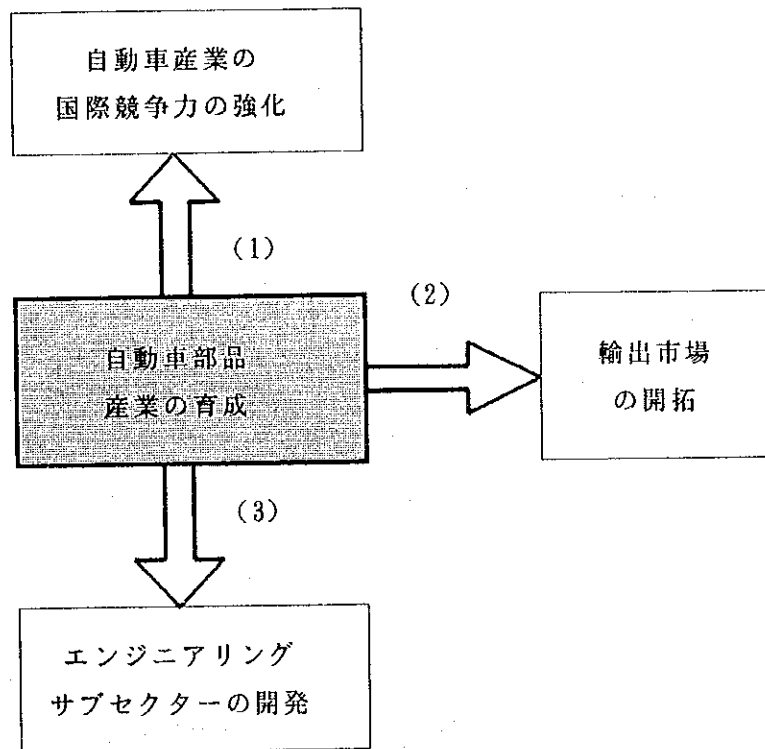 自動車産業の
国際競争力の強化
(1)
(2)
自動車部品
産業の育成
輸出市場
の開拓
(3)
エンジニアリング
サブセクターの開発